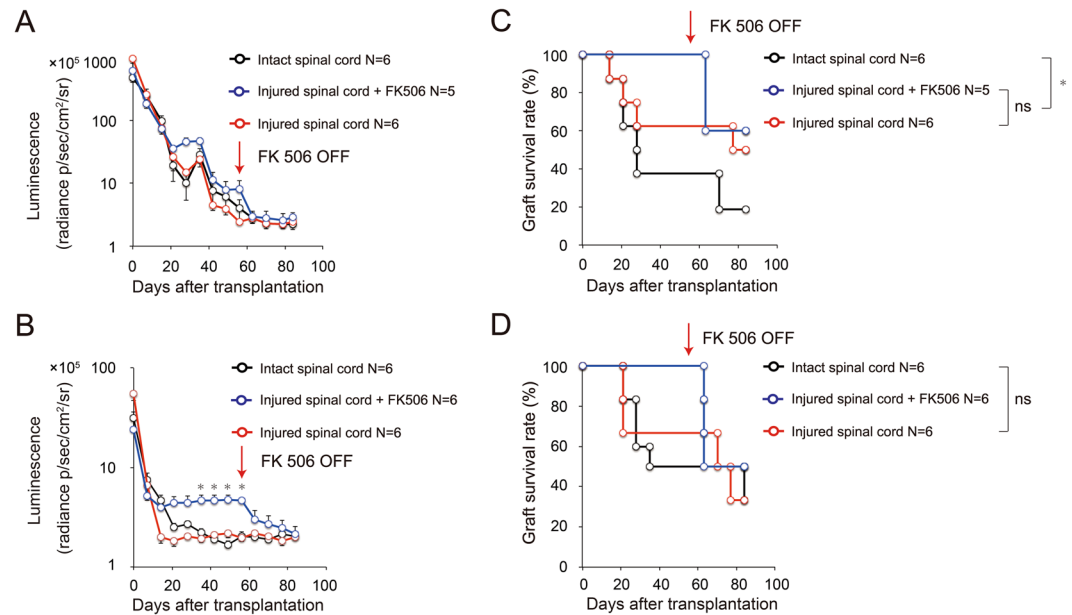 A
×10⁵ 1000
100
10
1
Luminescence
(radiance p/sec/cm²/sr)
0 20 40 60 80 100
Days after transplantation
Intact spinal cord N=6
Injured spinal cord + FK506 N=5
Injured spinal cord N=6
FK 506 OFF
C
FK 506 OFF
100
80
60
40
20
0
Graft survival rate (%)
0 20 40 60 80 100
Days after transplantation
Intact spinal cord N=6
Injured spinal cord + FK506 N=5
Injured spinal cord N=6
ns
*
B
×10⁵
100
10
1
Luminescence
(radiance p/sec/cm²/sr)
0 20 40 60 80 100
Days after transplantation
Intact spinal cord N=6
Injured spinal cord + FK506 N=6
Injured spinal cord N=6
FK 506 OFF
* * * *
D
FK 506 OFF
100
80
60
40
20
0
Graft survival rate (%)
0 20 40 60 80 100
Days after transplantation
Intact spinal cord N=6
Injured spinal cord + FK506 N=6
Injured spinal cord N=6
ns